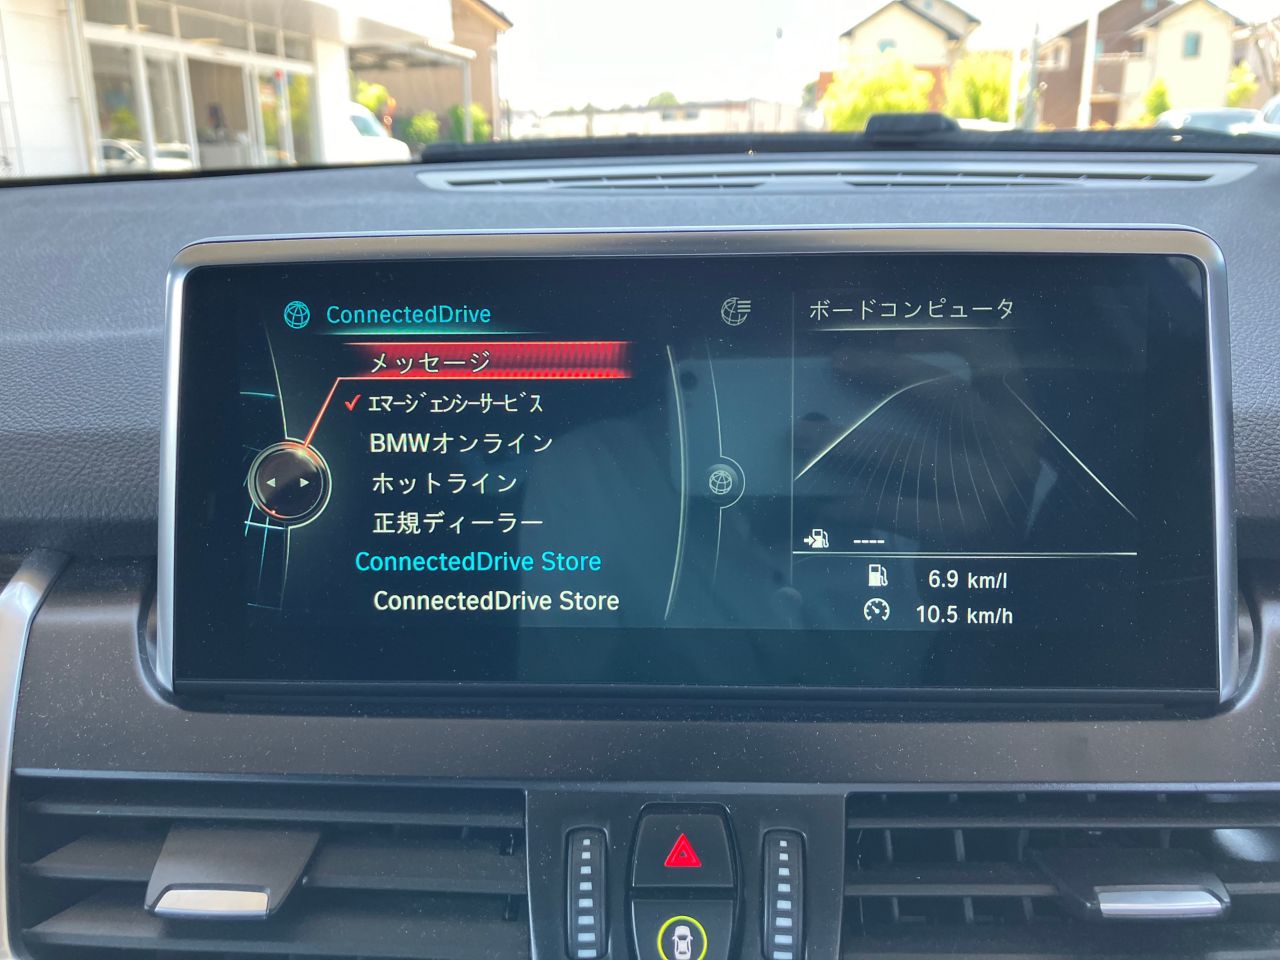 ConnectedDrive
メッセージ
エマージェンシーサービス
BMWオンライン
ホットライン
正規ディーラー
ConnectedDrive Store
ConnectedDrive Store
ボードコンピュータ
----
6.9 km/l
10.5 km/h